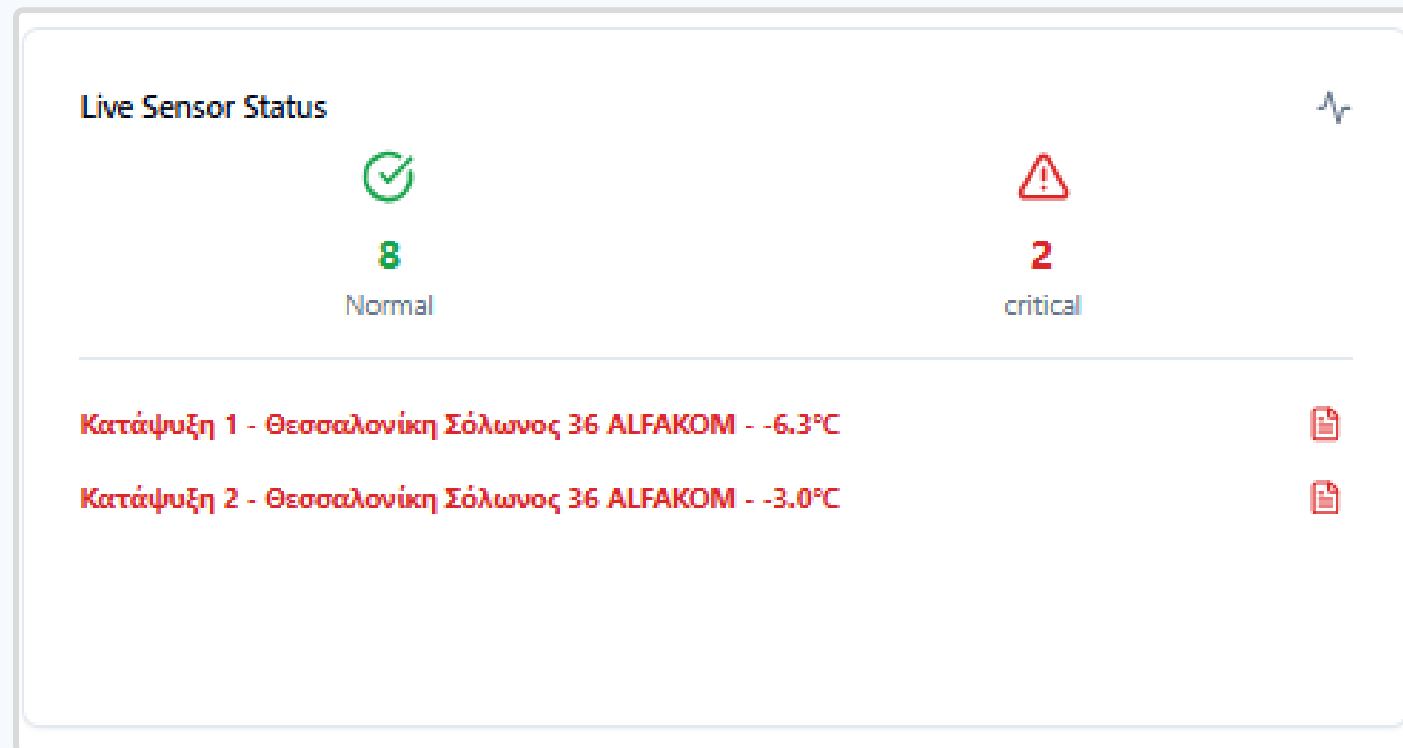 Live Sensor Status
8
Normal
2
critical
Κατάψυξη 1 - Θεσσαλονίκη Σόλωνος 36 ALFAKOM - -6.3°C
Κατάψυξη 2 - Θεσσαλονίκη Σόλωνος 36 ALFAKOM - -3.0°C